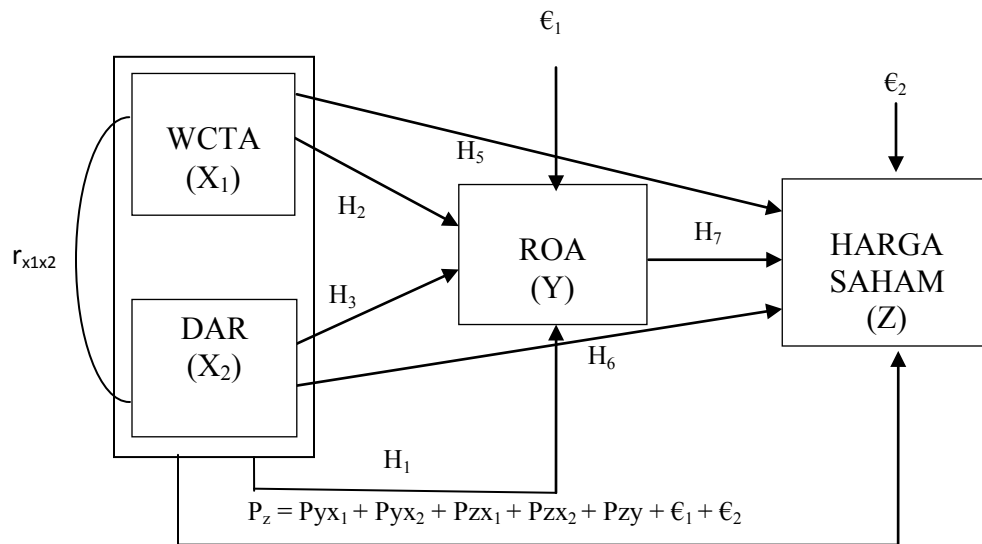 €₁
€₂
WCTA
(X₁)
H₅
H₂
H₇
ROA
(Y)
HARGA
SAHAM
(Z)
rₓ₁ₓ₂
H₃
DAR
(X₂)
H₆
H₁
P_z = Pyx₁ + Pyx₂ + Pzx₁ + Pzx₂ + Pzy + €₁ + €₂